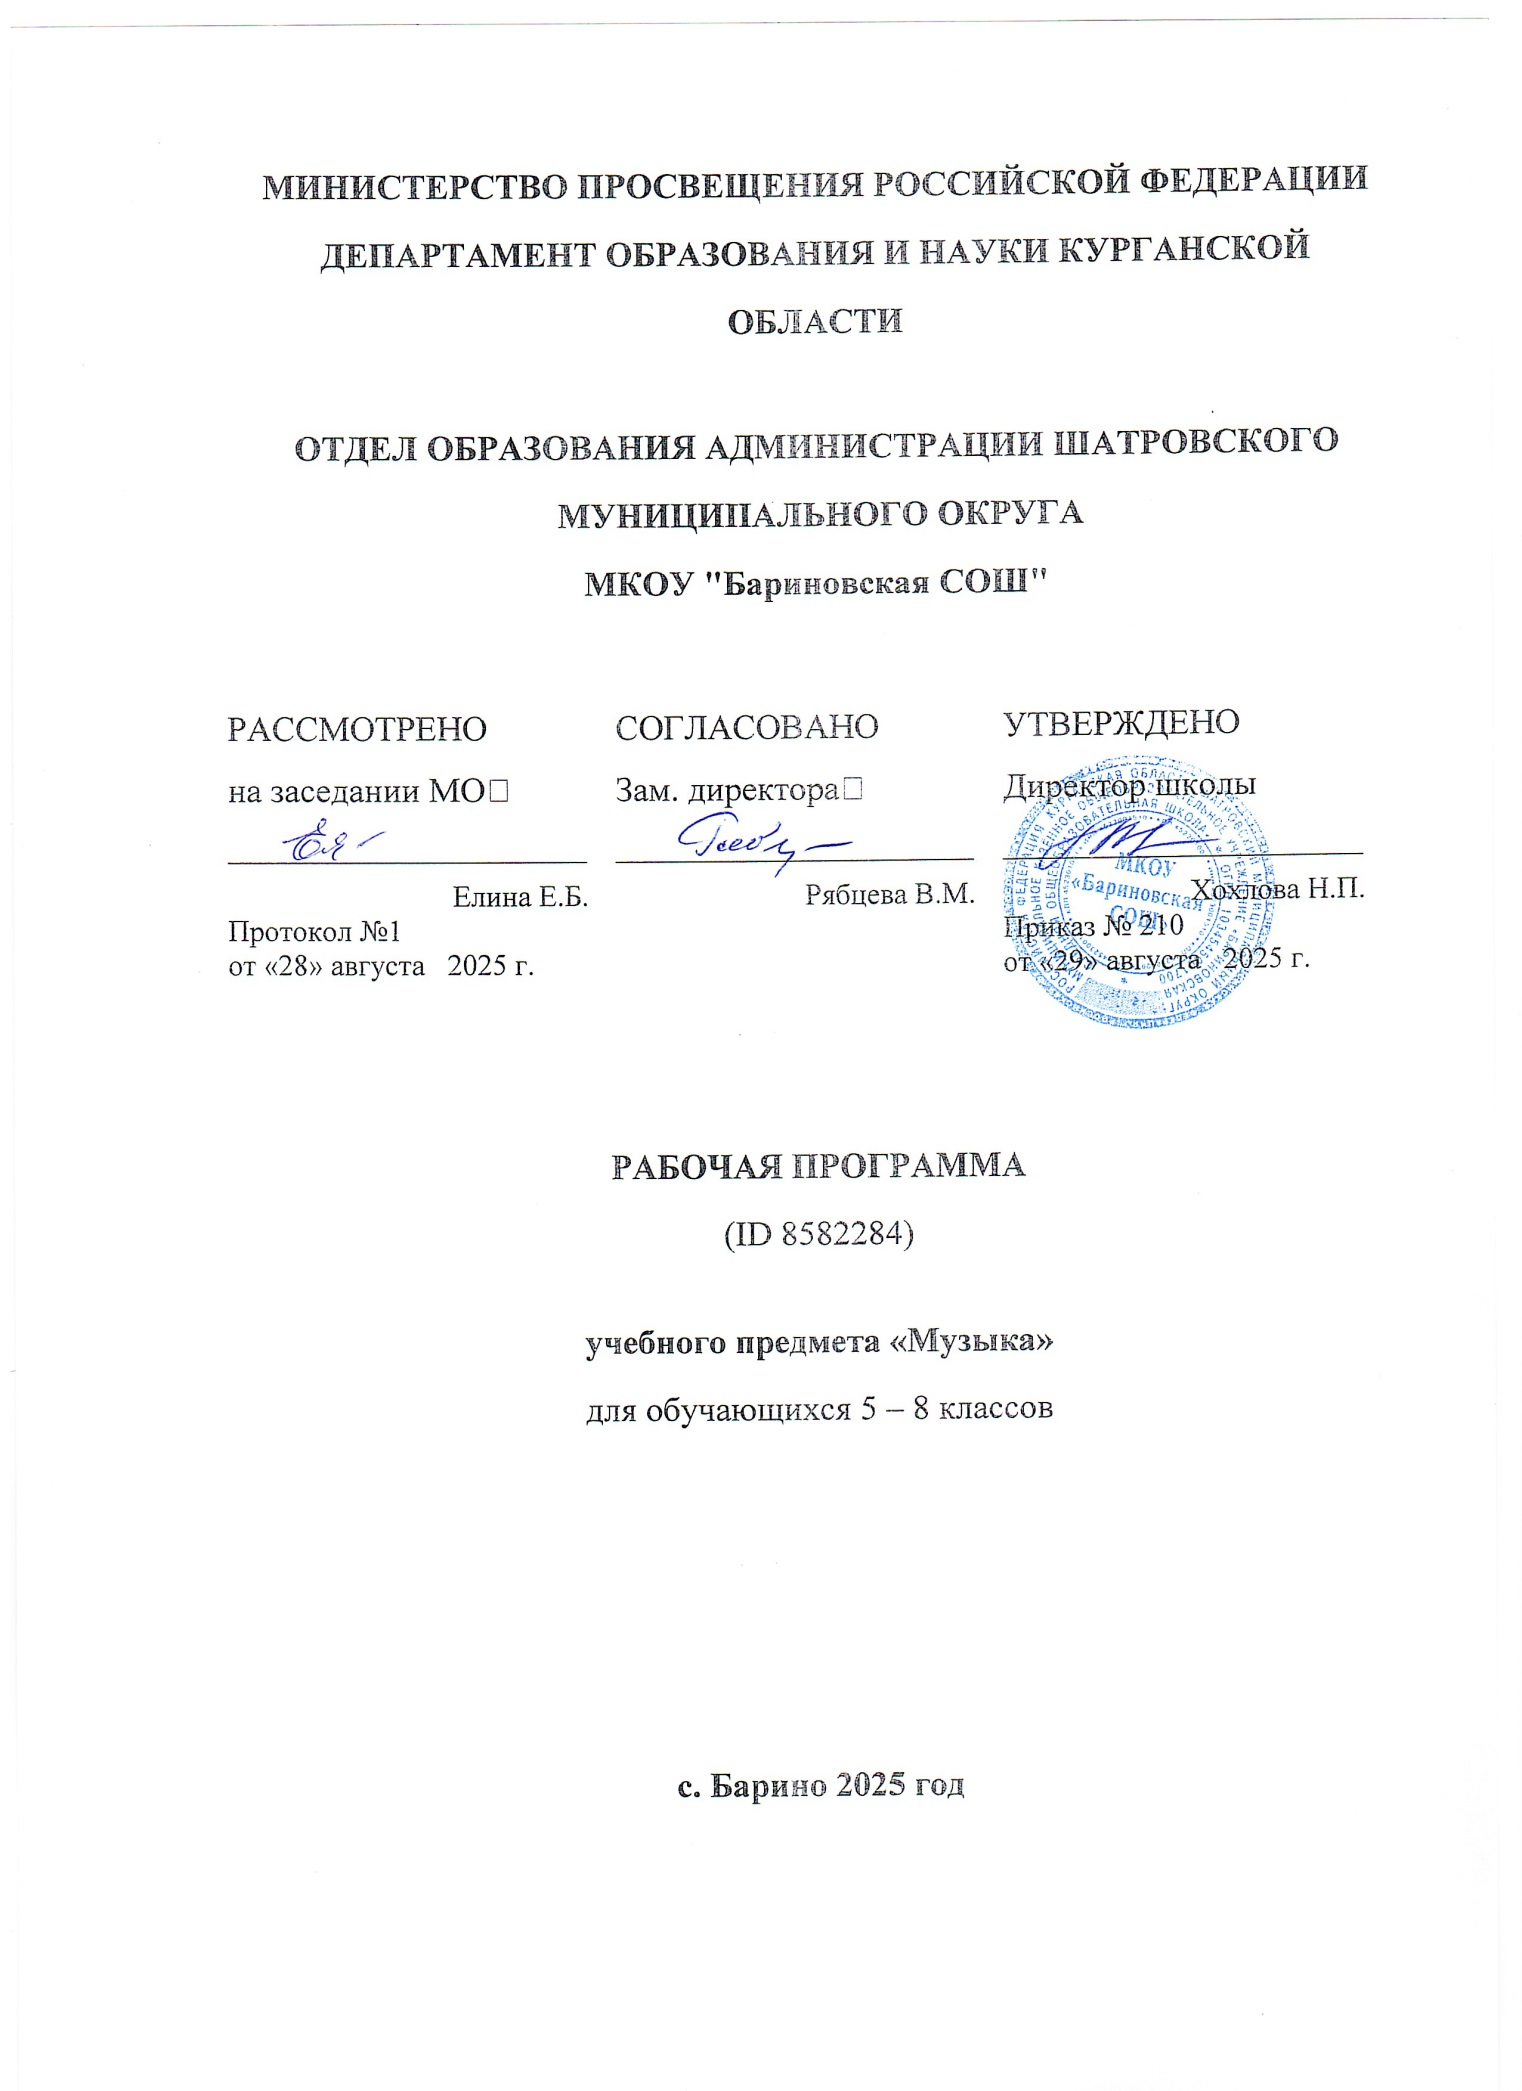 МИНИСТЕРСТВО ПРОСВЕЩЕНИЯ РОССИЙСКОЙ ФЕДЕРАЦИИ
ДЕПАРТАМЕНТ ОБРАЗОВАНИЯ И НАУКИ КУРГАНСКОЙ
ОБЛАСТИ
ОТДЕЛ ОБРАЗОВАНИЯ АДМИНИСТРАЦИИ ШАТРОВСКОГО
МУНИЦИПАЛЬНОГО ОКРУГА
МКОУ "Бариновская СОШ"
РАССМОТРЕНО
на заседании МО
Елина Е.Б.
Протокол №1
от «28» августа 2025 г.
СОГЛАСОВАНО
Зам. директора
Рябцева В.М.
УТВЕРЖДЕНО
Директор школы
Хохлова Н.П.
Приказ № 210
от «29» августа 2025 г.
МКОУ
«Бариновская
СОШ»
РАБОЧАЯ ПРОГРАММА
(ID 8582284)
учебного предмета «Музыка»
для обучающихся 5 – 8 классов
с. Барино 2025 год